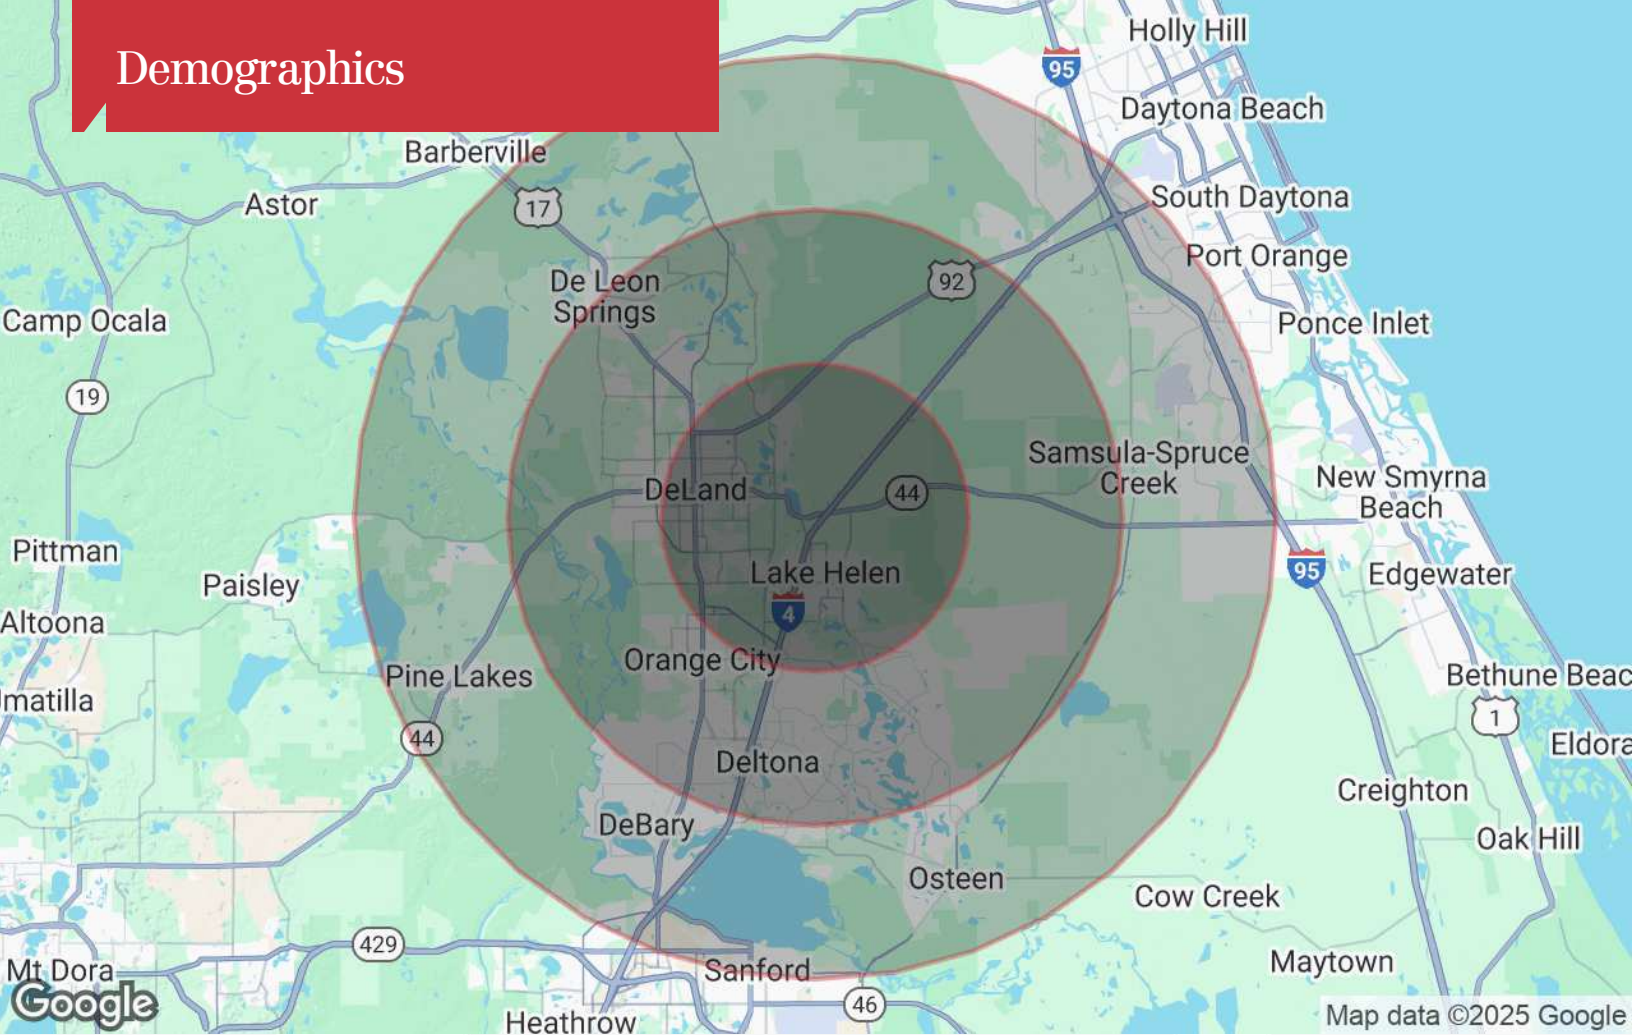 Demographics
Holly Hill
95
Daytona Beach
Barberville
Astor
17
South Daytona
Port Orange
De Leon
Springs
92
Camp Ocala
Ponce Inlet
19
Samsula-Spruce
Creek
New Smyrna
Beach
DeLand
44
Pittman
Paisley
Lake Helen
95
Edgewater
Altoona
4
Orange City
Pine Lakes
Bethune Beac
matilla
1
44
Eldora
Deltona
Creighton
DeBary
Oak Hill
Osteen
Cow Creek
429
Mt Dora
Sanford
Maytown
Google
46
Heathrow
Map data ©2025 Google